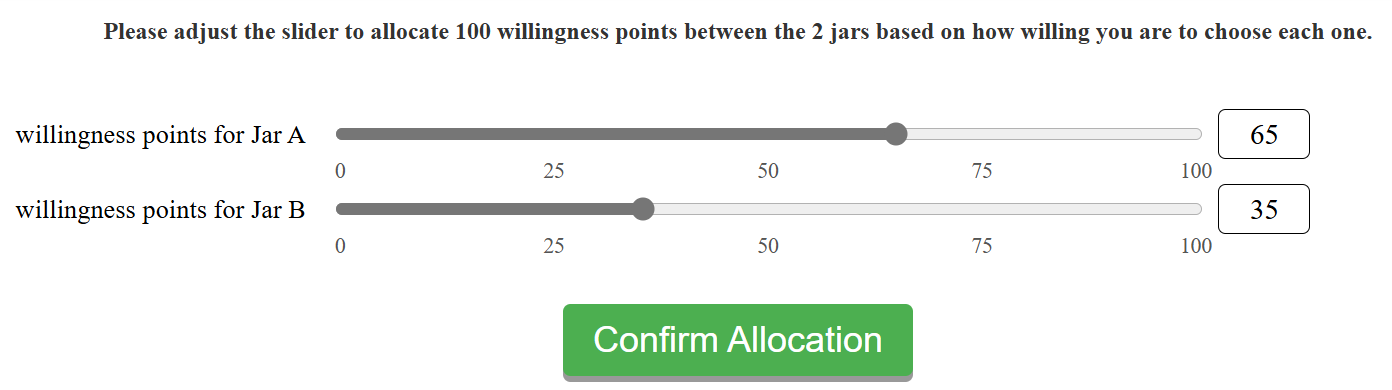 Please adjust the slider to allocate 100 willingness points between the 2 jars based on how willing you are to choose each one.
willingness points for Jar A 65
0 25 50 75 100
willingness points for Jar B 35
0 25 50 75 100
Confirm Allocation